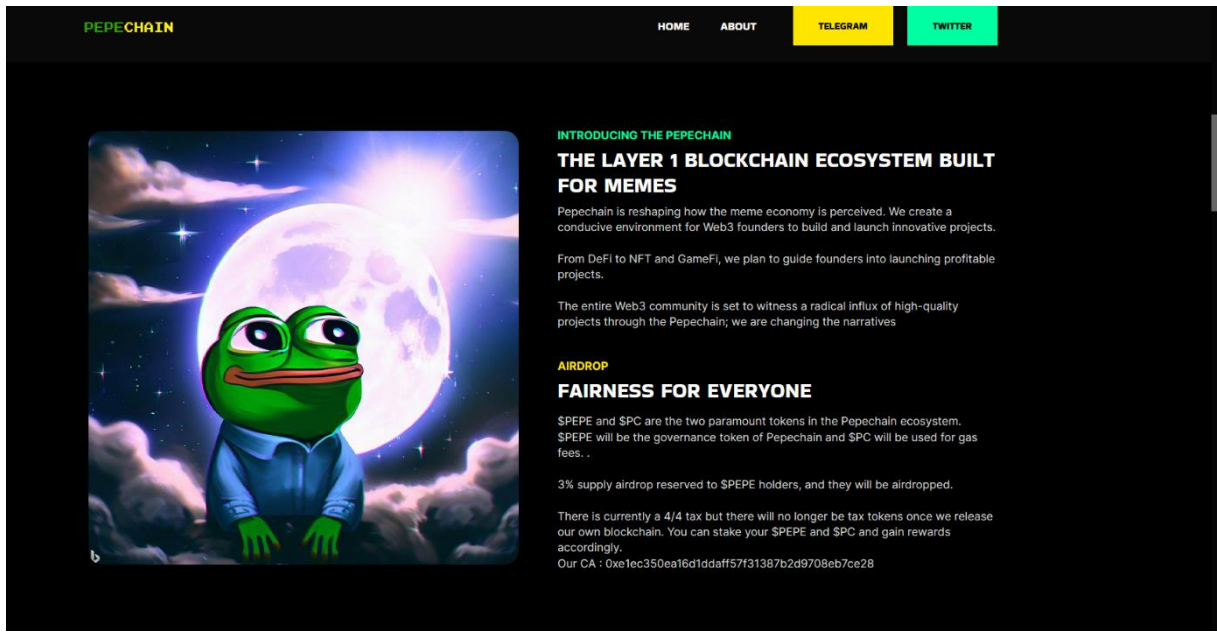 PEPECHAIN
HOME
ABOUT
TELEGRAM
TWITTER
INTRODUCING THE PEPECHAIN
THE LAYER 1 BLOCKCHAIN ECOSYSTEM BUILT
FOR MEMES
Pepechain is reshaping how the meme economy is perceived. We create a
conducive environment for Web3 founders to build and launch innovative projects.
From DeFi to NFT and GameFi, we plan to guide founders into launching profitable
projects.
The entire Web3 community is set to witness a radical influx of high-quality
projects through the Pepechain; we are changing the narratives
AIRDROP
FAIRNESS FOR EVERYONE
$PEPE and $PC are the two paramount tokens in the Pepechain ecosystem.
$PEPE will be the governance token of Pepechain and $PC will be used for gas
fees. .
3% supply airdrop reserved to $PEPE holders, and they will be airdropped.
There is currently a 4/4 tax but there will no longer be tax tokens once we release
our own blockchain. You can stake your $PEPE and $PC and gain rewards
accordingly.
Our CA : 0xe1ec350ea16d1ddaff57f31387b2d9708eb7ce28